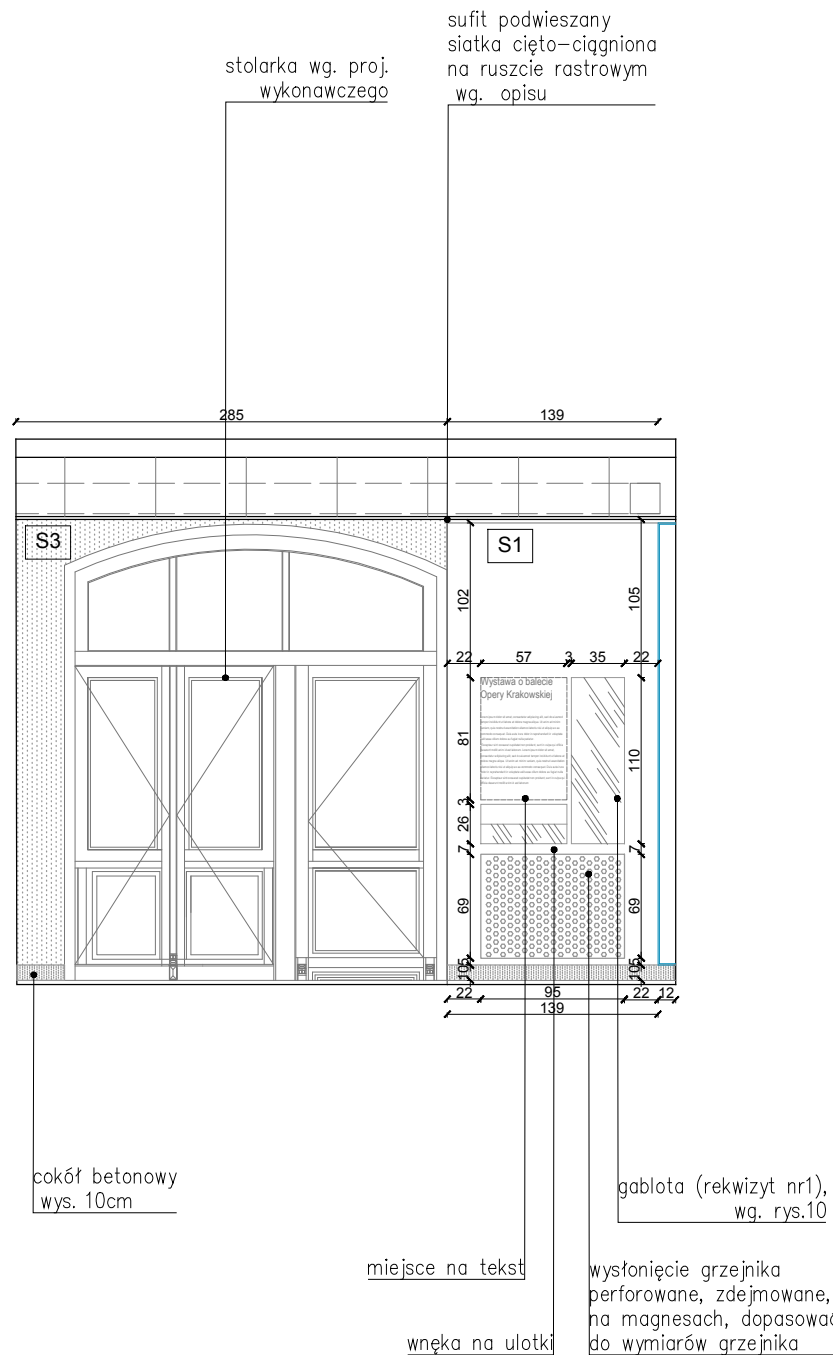 sufit podwieszany
siatka cięto-ciągniona
na ruszcie rastrowym
wg. opisu
stolarka wg. proj.
wykonawczego
285
139
S3
S1
102
105
22
57
3
35
22
Wystawa o balecie
Opery Krakowskiej
81
110
3
26
7
7
69
69
105
105
22
95
22
12
139
cokół betonowy
wys. 10cm
gablota (rekwizyt nr1),
wg. rys.10
miejsce na tekst
wysłonięcie grzejnika
perforowane, zdejmowane,
na magnesach, dopasować
do wymiarów grzejnika
wnęka na ulotki